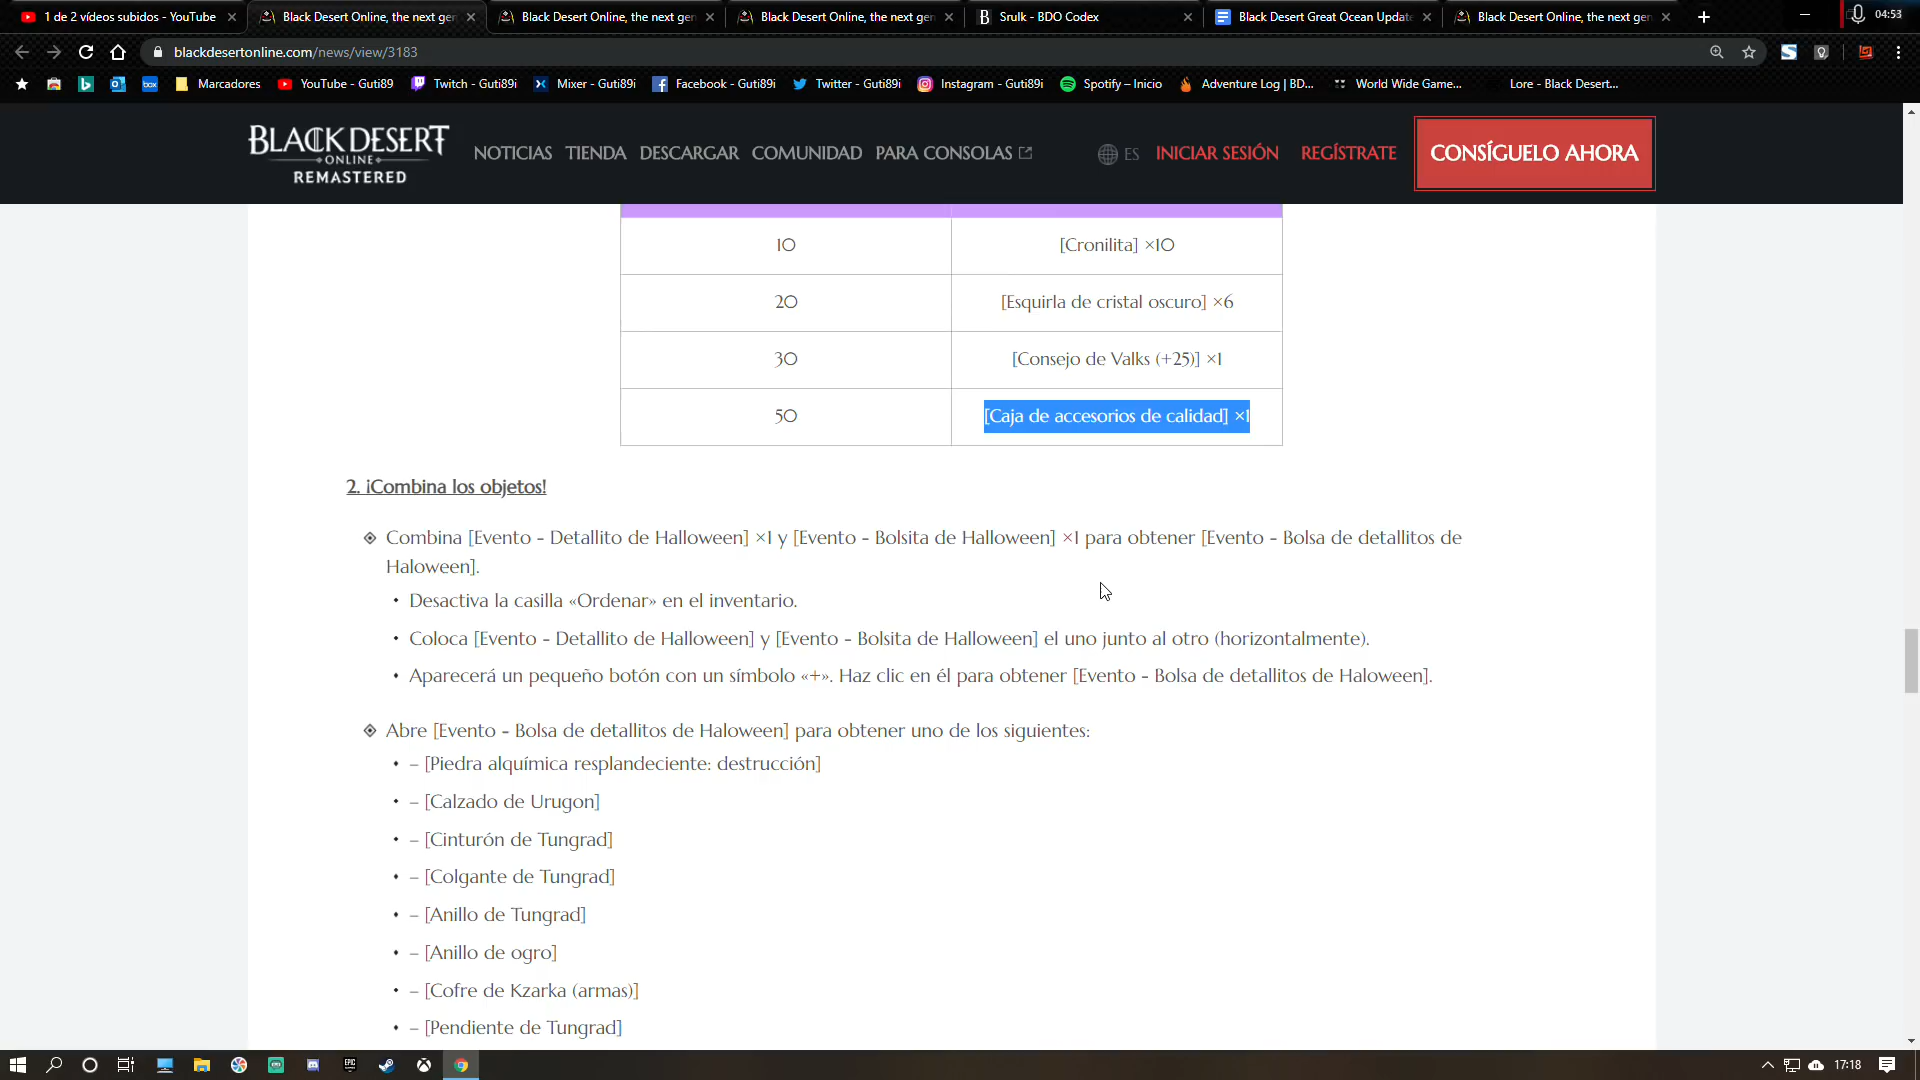 1 de 2 vídeos subidos - YouTube
Black Desert Online, the next gen
Black Desert Online, the next gen
Black Desert Online, the next gen
Srulk - BDO Codex
Black Desert Great Ocean Update
Black Desert Online, the next gen
04:53
blackdesertonline.com/news/view/3183
Marcadores
YouTube - Guti89
Twitch - Guti89i
Mixer - Guti89i
Facebook - Guti89i
Twitter - Guti89i
Instagram - Guti89i
Spotify – Inicio
Adventure Log | BD...
World Wide Game...
Lore - Black Desert...
BLACK DESERT
ONLINE
REMASTERED
NOTICIAS
TIENDA
DESCARGAR
COMUNIDAD
PARA CONSOLAS
ES
INICIAR SESIÓN
REGÍSTRATE
CONSÍGUELO AHORA
10 [Cronilita] ×10
20 [Esquirla de cristal oscuro] ×6
30 [Consejo de Valks (+25)] ×1
50 [Caja de accesorios de calidad] ×1
2. ¡Combina los objetos!
Combina [Evento - Detallito de Halloween] ×1 y [Evento - Bolsita de Halloween] ×1 para obtener [Evento - Bolsa de detallitos de
Haloween].
• Desactiva la casilla «Ordenar» en el inventario.
• Coloca [Evento - Detallito de Halloween] y [Evento - Bolsita de Halloween] el uno junto al otro (horizontalmente).
• Aparecerá un pequeño botón con un símbolo «+». Haz clic en él para obtener [Evento - Bolsa de detallitos de Haloween].
Abre [Evento - Bolsa de detallitos de Haloween] para obtener uno de los siguientes:
• – [Piedra alquímica resplandeciente: destrucción]
• – [Calzado de Urugon]
• – [Cinturón de Tungrad]
• – [Colgante de Tungrad]
• – [Anillo de Tungrad]
• – [Anillo de ogro]
• – [Cofre de Kzarka (armas)]
• – [Pendiente de Tungrad]
17:18